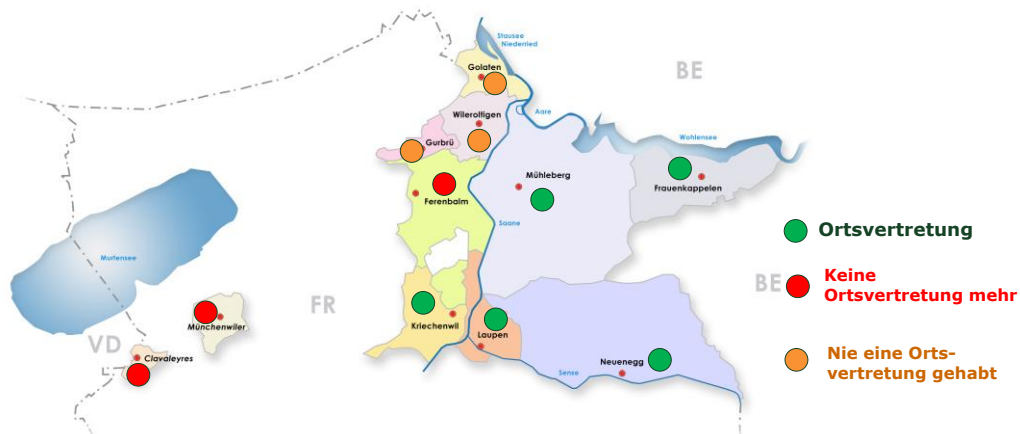 Stausee
Niederried
BE
Golaten
Wileroltigen
Aare
Gurbrü
Wohlensee
Mühleberg
Frauenkappelen
Ferenbalm
Saane
Ortsvertretung
Murtensee
Keine
Ortsvertretung mehr
BE
FR
Münchenwiler
Kriechenwil
Laupen
VD
Clavaleyres
Neuenegg
Sense
Nie eine Orts-
vertretung gehabt